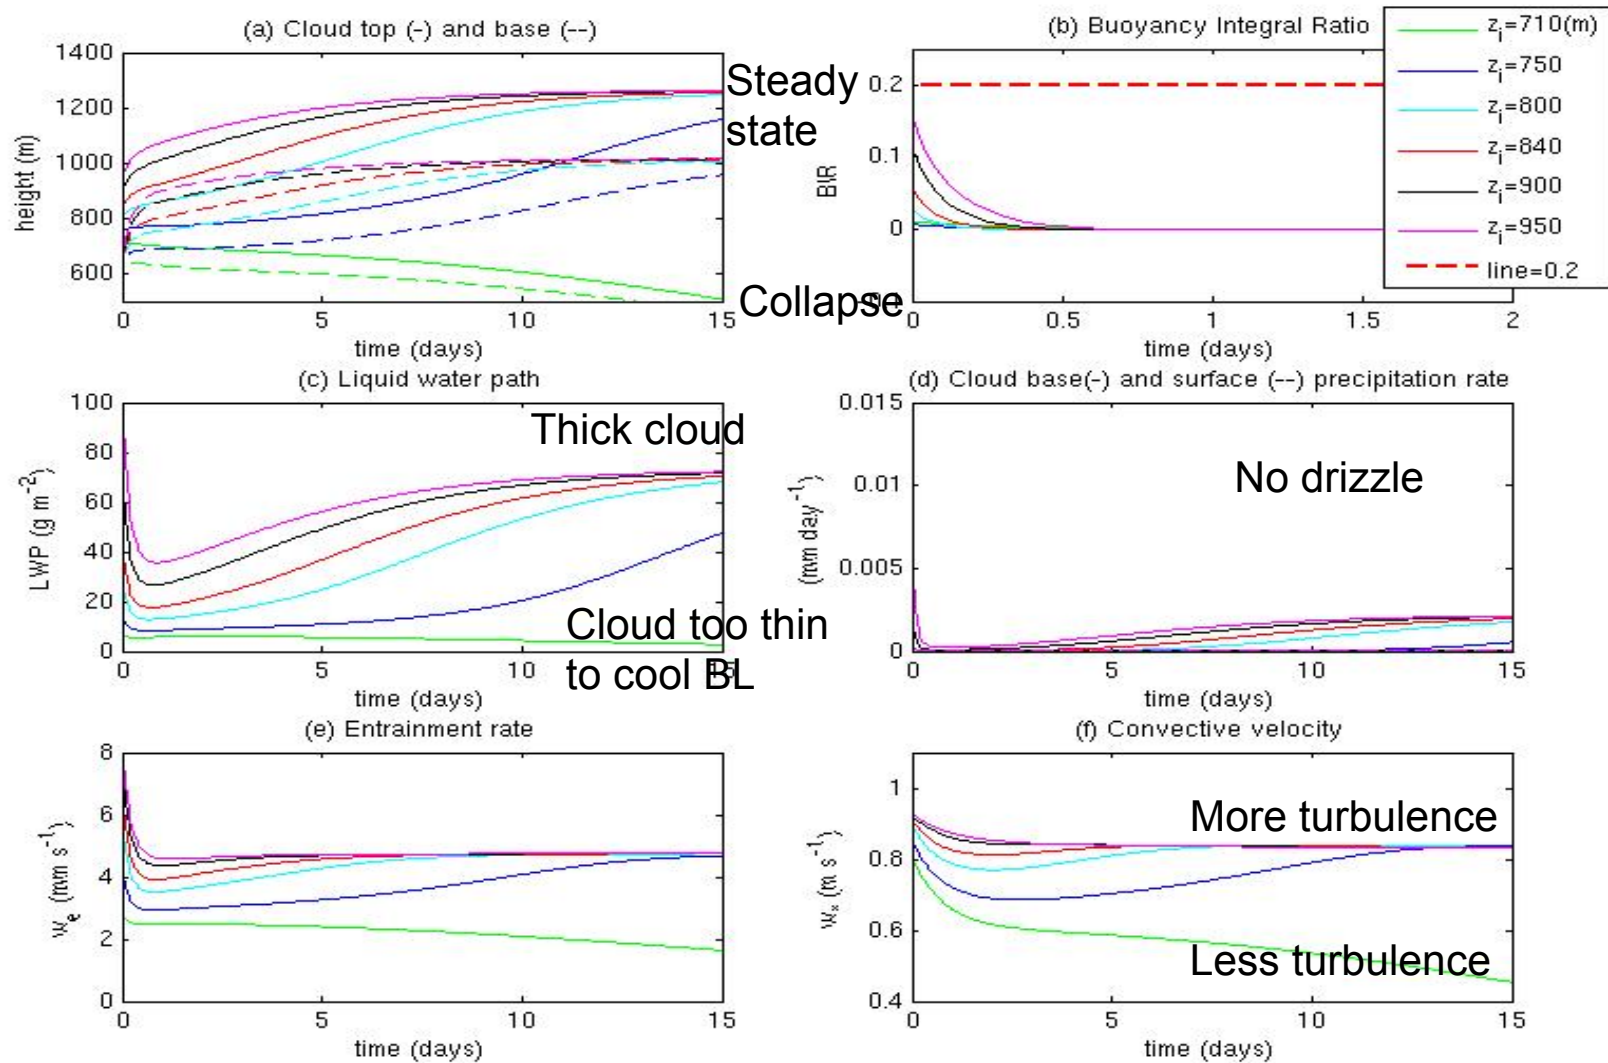 (a) Cloud top (-) and base (--)
1400
1200
1000
800
600
height (m)
0 5 10 15
time (days)
Steady
state
Collapse
(b) Buoyancy Integral Ratio
0.2
0.1
0
BIR
0 0.5 1 1.5 2
time (days)
z_i=710(m)
z_i=750
z_i=800
z_i=840
z_i=900
z_i=950
line=0.2
(c) Liquid water path
100
80
60
40
20
0
LWP (g m⁻²)
0 5 10 15
time (days)
Thick cloud
Cloud too thin
to cool BL
(d) Cloud base(-) and surface (--) precipitation rate
0.015
0.01
0.005
0
(mm day⁻¹)
0 5 10 15
time (days)
No drizzle
(e) Entrainment rate
8
6
4
2
0
w_e (mm s⁻¹)
0 5 10 15
time (days)
(f) Convective velocity
1
0.8
0.6
0.4
w_* (m s⁻¹)
0 5 10 15
time (days)
More turbulence
Less turbulence